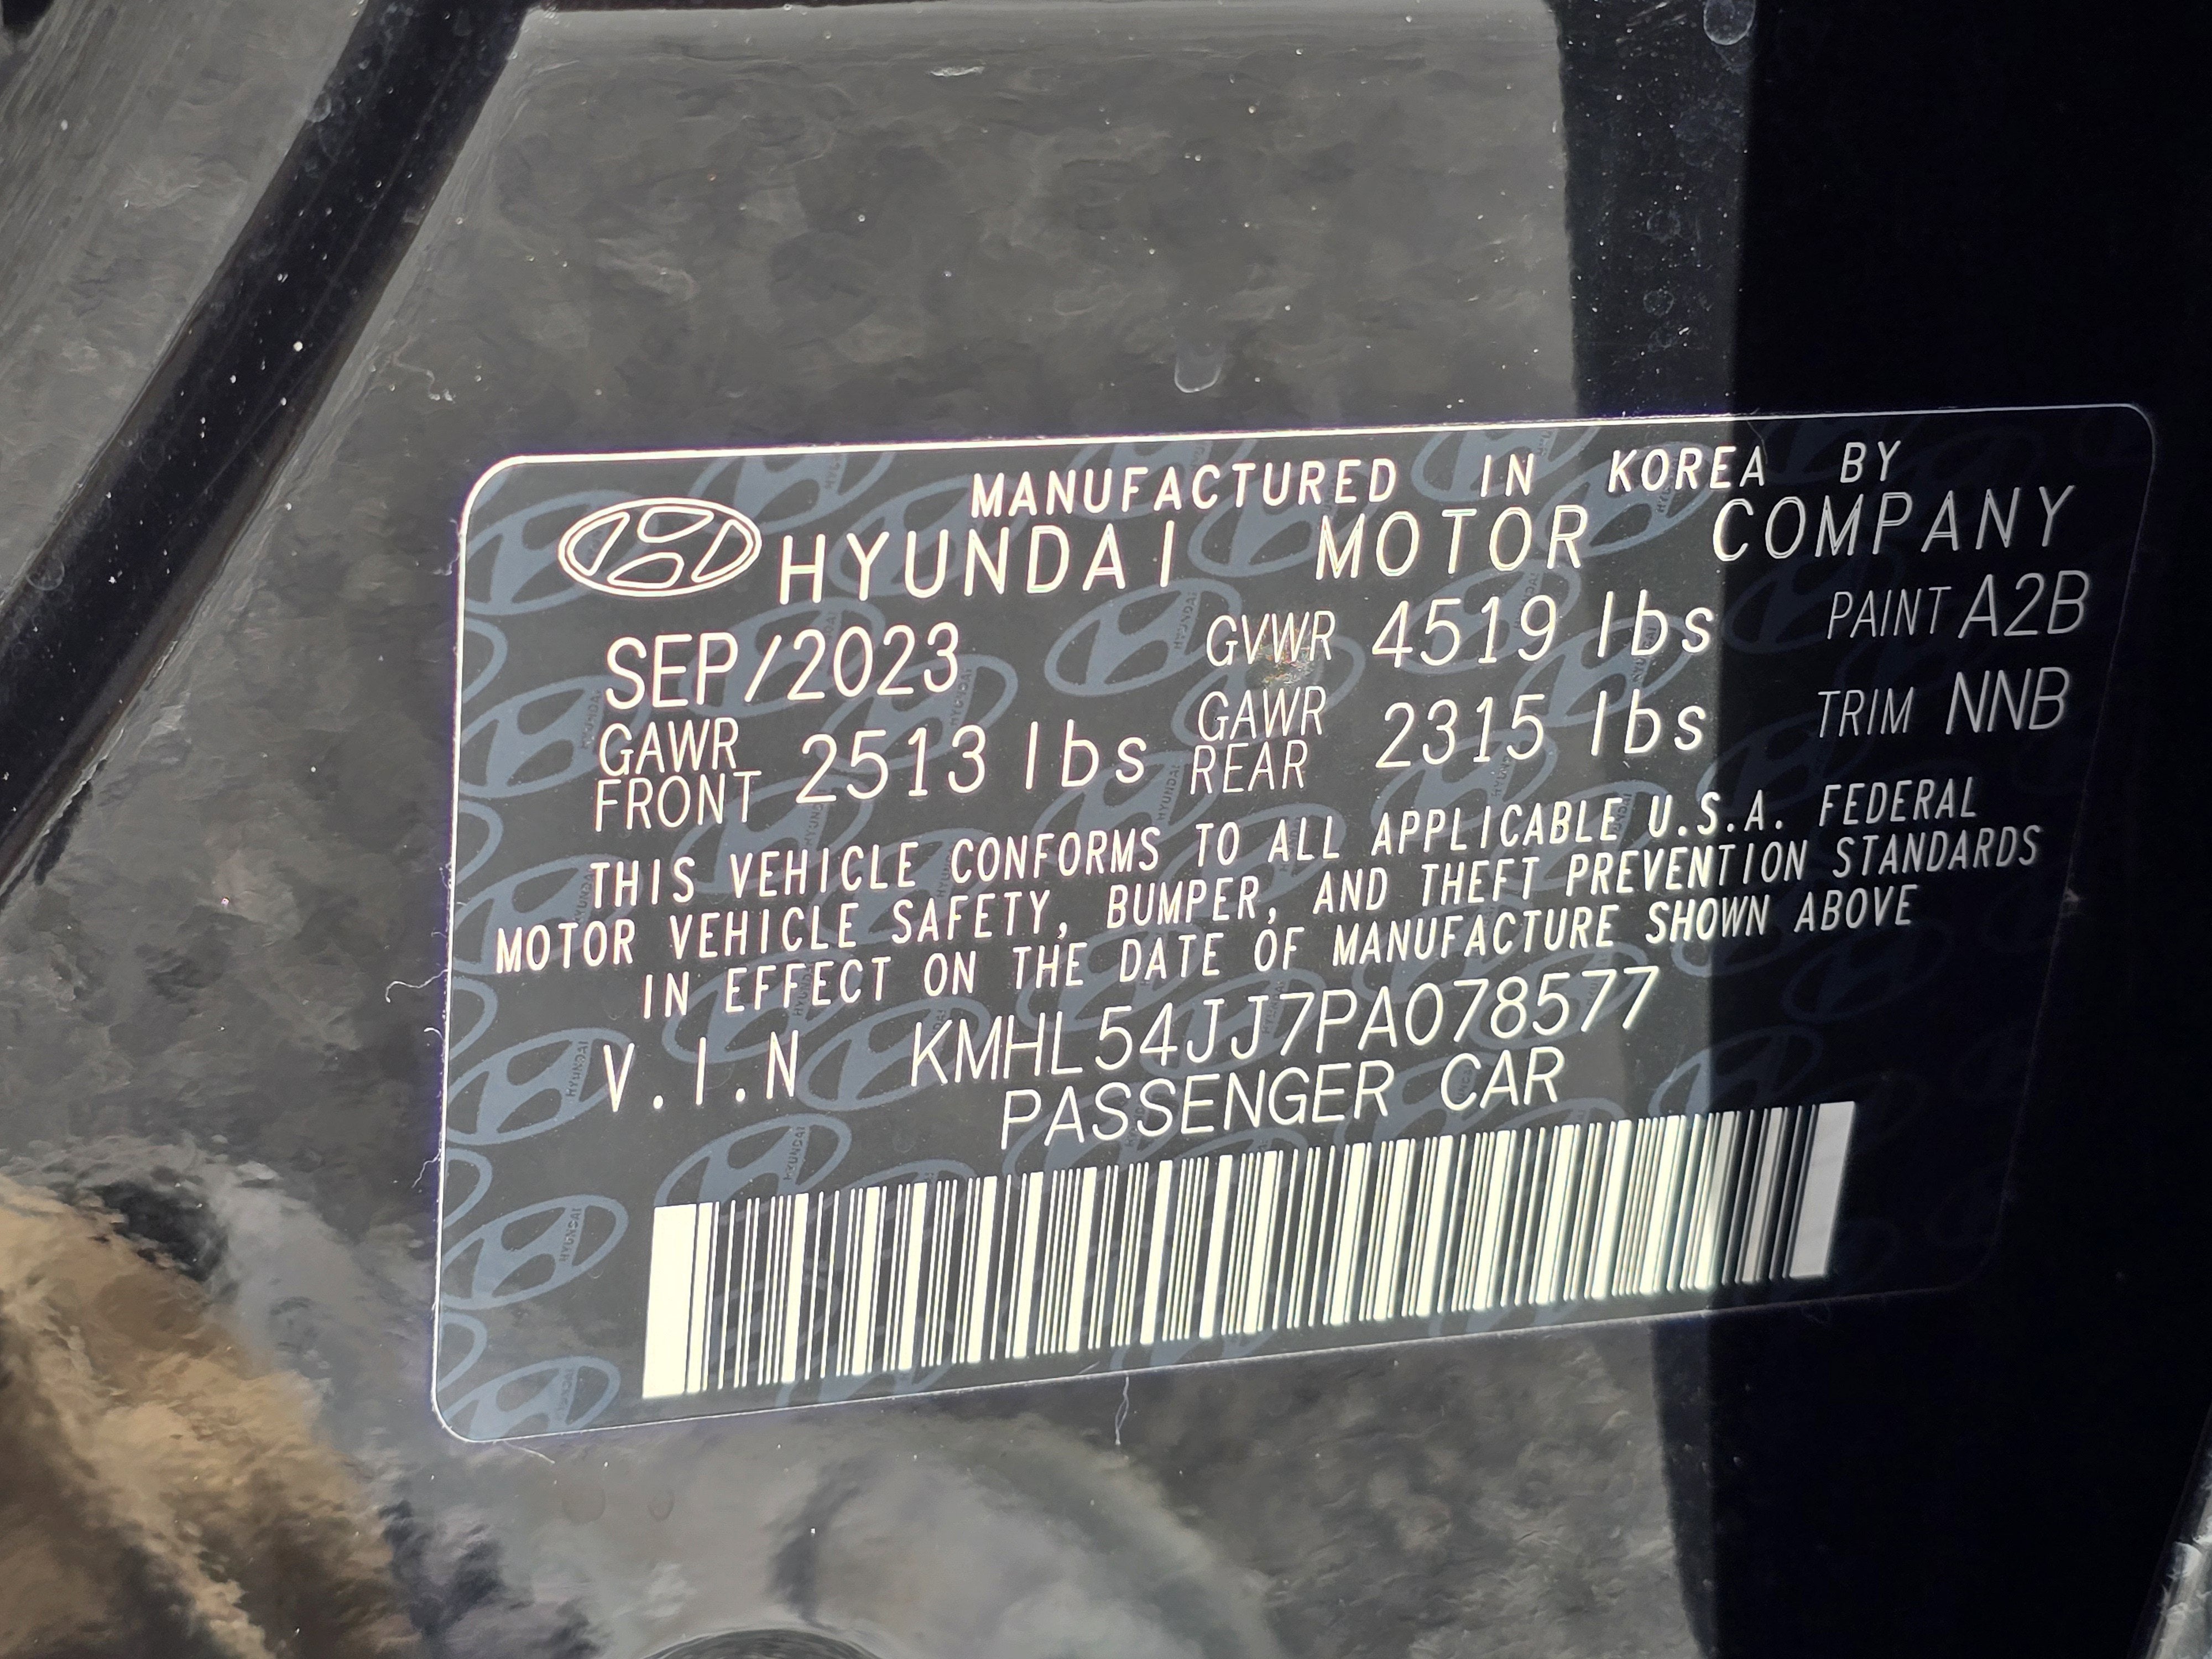 MANUFACTURED IN KOREA BY
HYUNDAI MOTOR COMPANY
SEP/2023 GVWR 4519 lbs PAINT A2B
GAWR FRONT 2513 lbs GAWR REAR 2315 lbs TRIM NNB
THIS VEHICLE CONFORMS TO ALL APPLICABLE U.S.A. FEDERAL
MOTOR VEHICLE SAFETY, BUMPER, AND THEFT PREVENTION STANDARDS
IN EFFECT ON THE DATE OF MANUFACTURE SHOWN ABOVE
V.I.N KMHL54JJ7PA078577
PASSENGER CAR